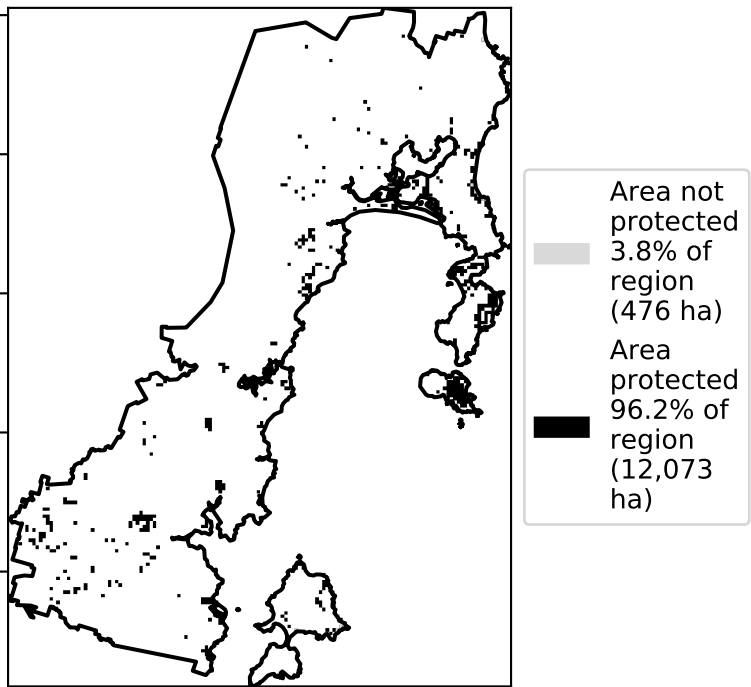 Area not
protected
3.8% of
region
(476 ha)
Area
protected
96.2% of
region
(12,073
ha)